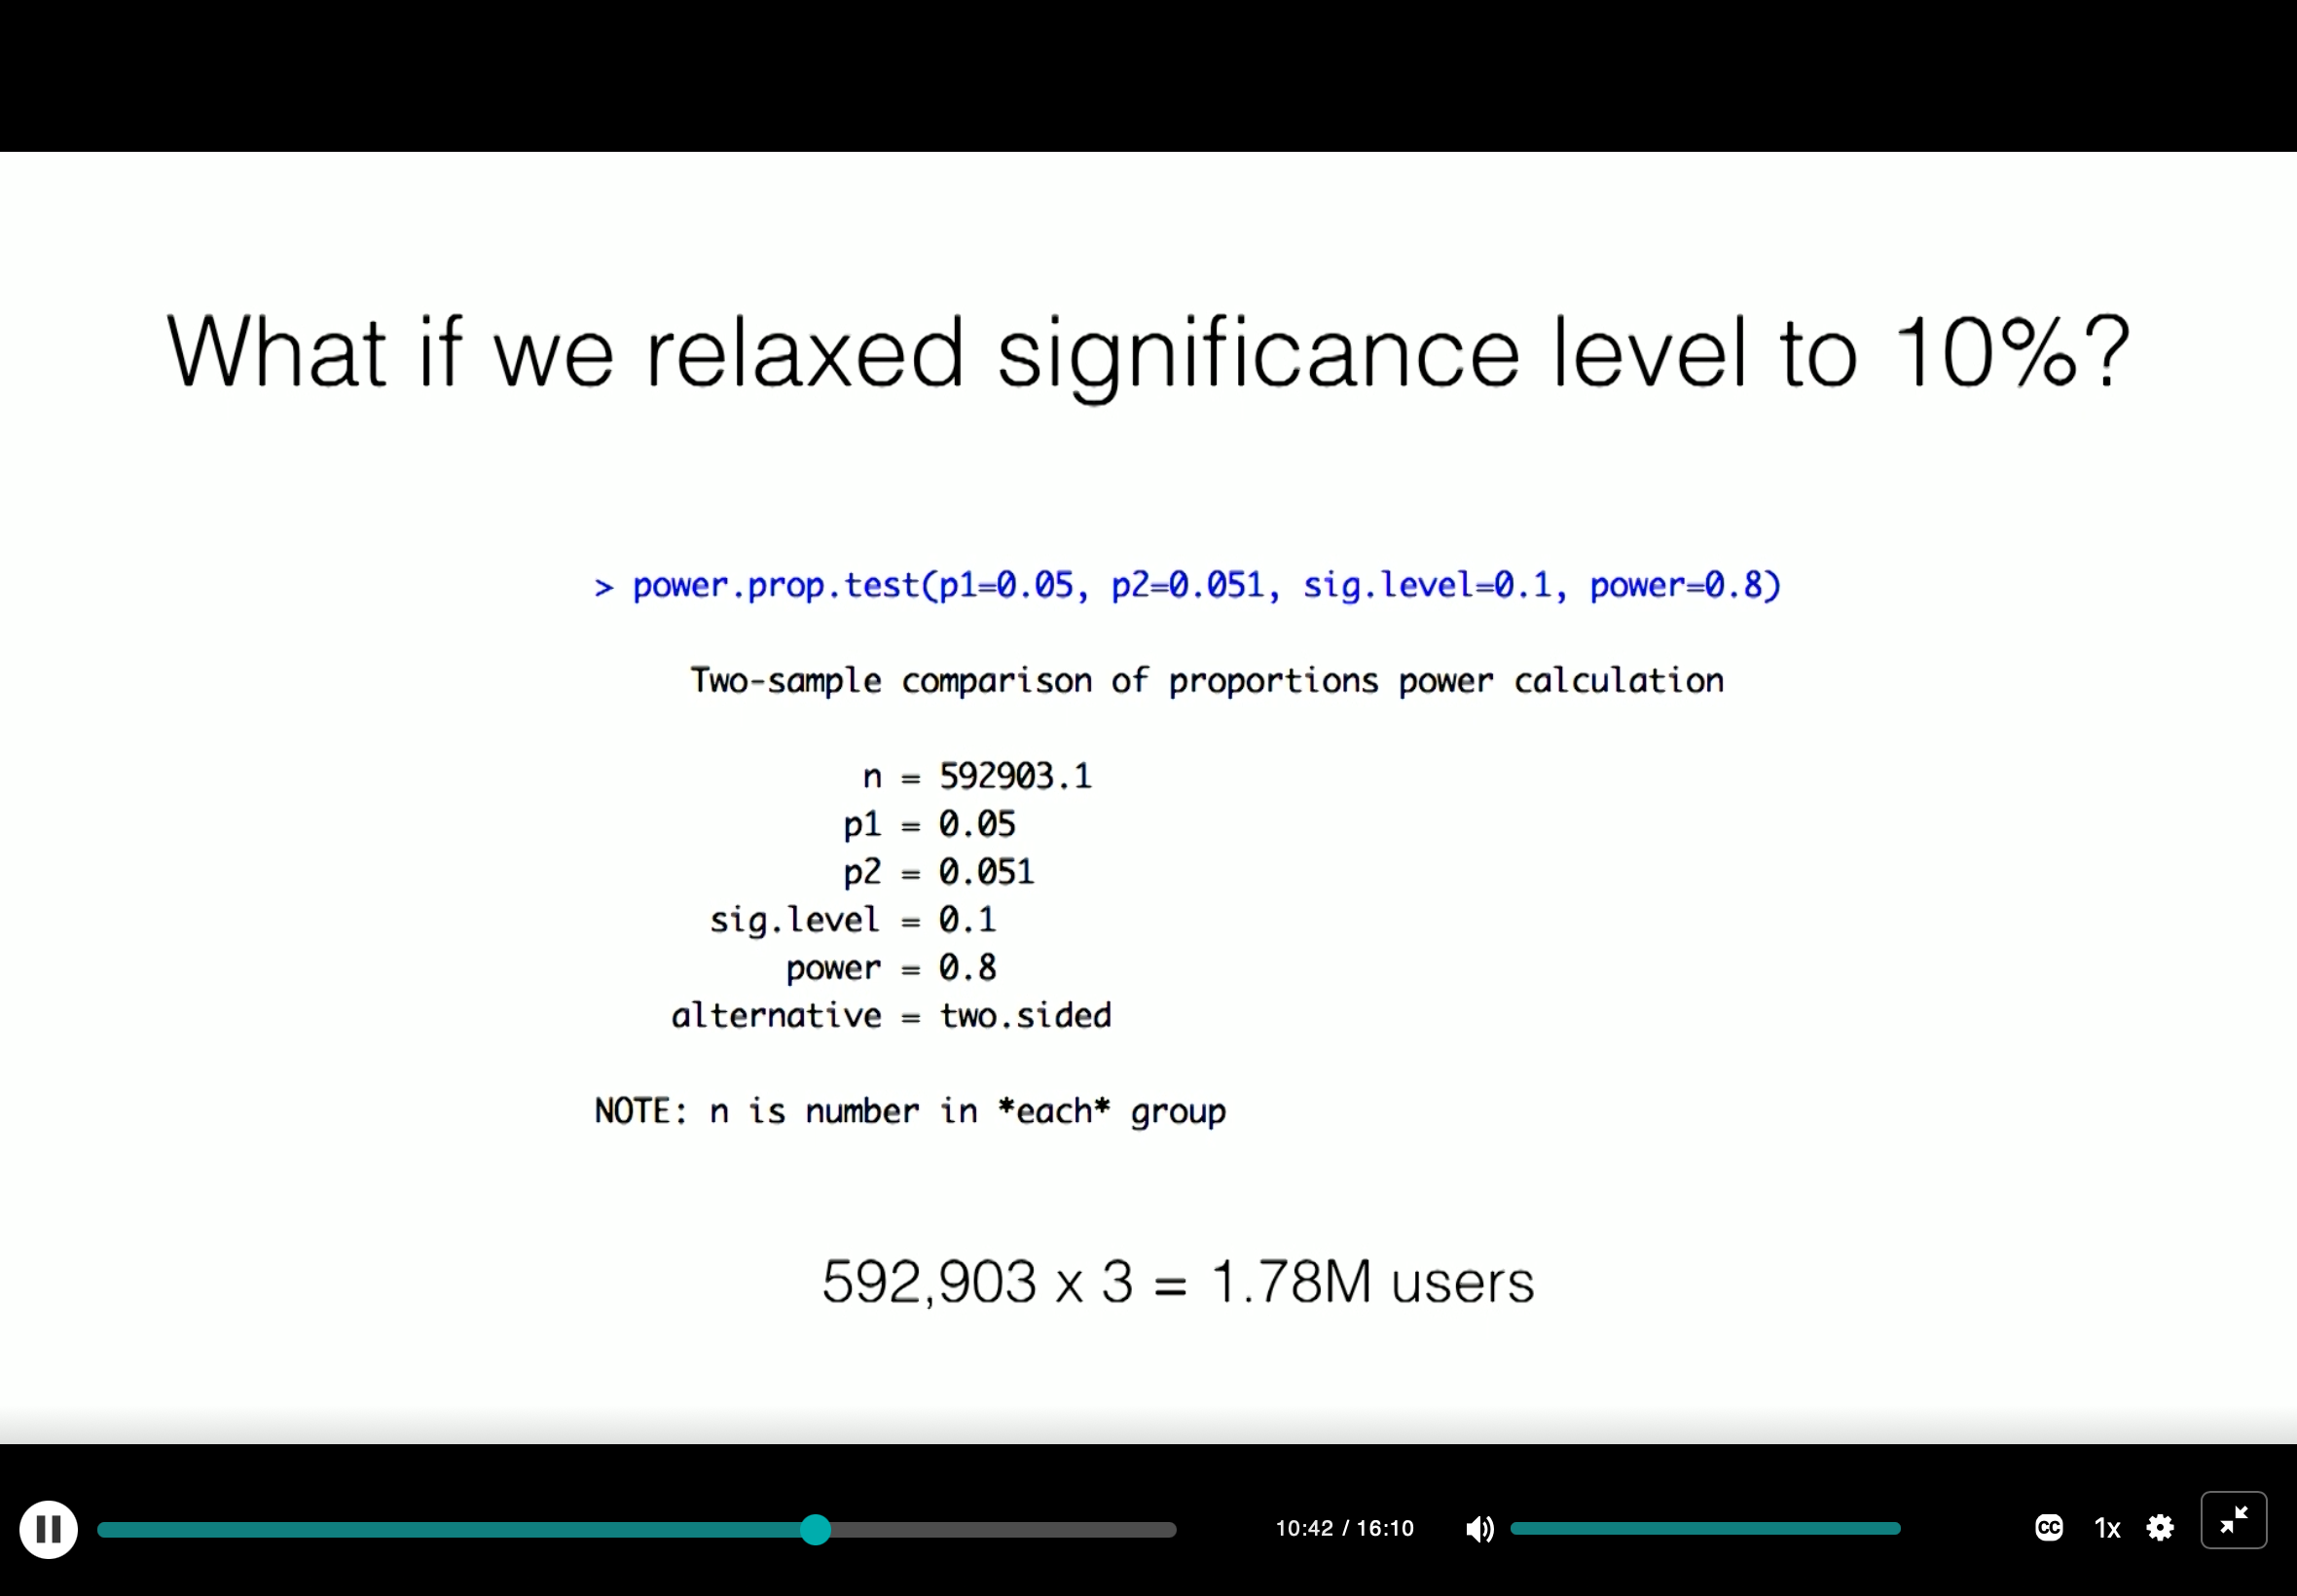 What if we relaxed significance level to 10%?
> power.prop.test(p1=0.05, p2=0.051, sig.level=0.1, power=0.8)
Two-sample comparison of proportions power calculation
n = 592903.1
p1 = 0.05
p2 = 0.051
sig.level = 0.1
power = 0.8
alternative = two.sided
NOTE: n is number in *each* group
592,903 x 3 = 1.78M users
10:42 / 16:10
CC
1x